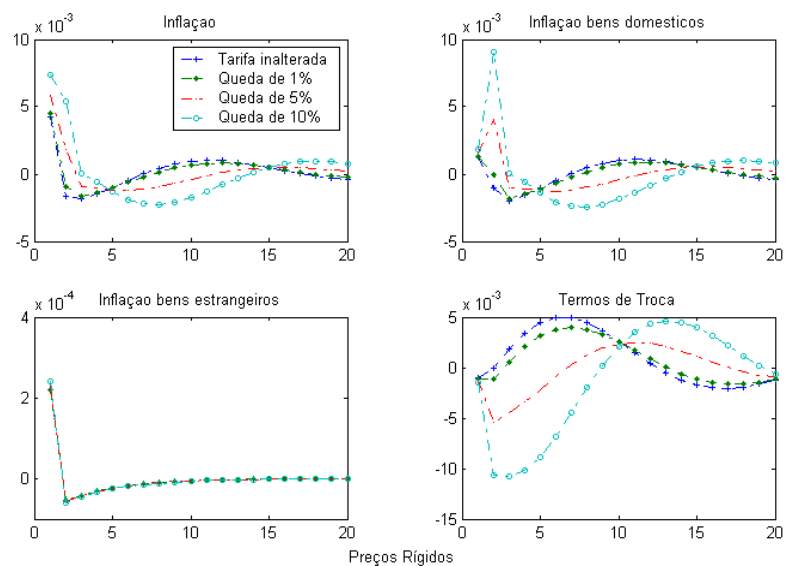 Inflaçao
x 10⁻³
10
5
0
-5
0 5 10 15 20
Tarifa inalterada
Queda de 1%
Queda de 5%
Queda de 10%
Inflaçao bens domesticos
x 10⁻³
10
5
0
-5
0 5 10 15 20
Inflaçao bens estrangeiros
x 10⁻⁴
4
2
0
0 5 10 15 20
Termos de Troca
x 10⁻³
5
0
-5
-10
-15
0 5 10 15 20
Preços Rígidos